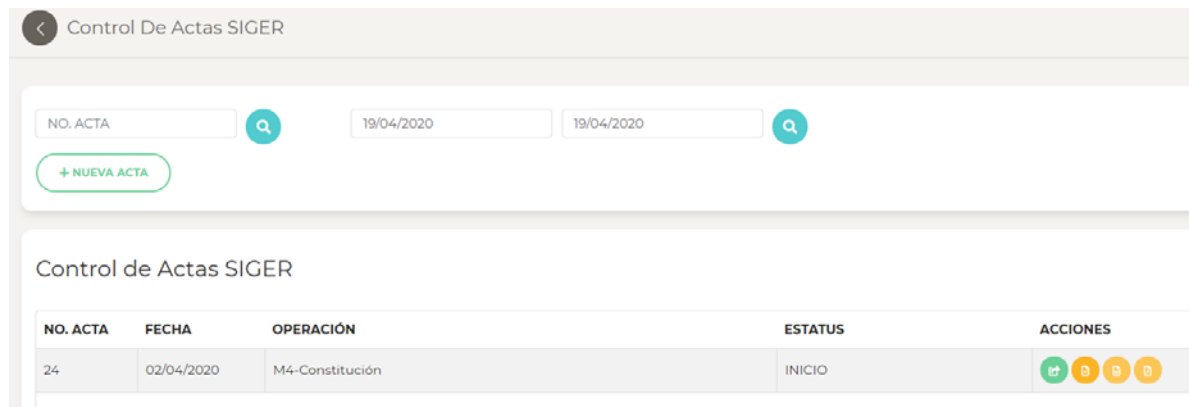 Control De Actas SIGER
NO. ACTA 19/04/2020 19/04/2020
+ NUEVA ACTA
Control de Actas SIGER
NO. ACTA FECHA OPERACIÓN ESTATUS ACCIONES
24 02/04/2020 M4-Constitución INICIO